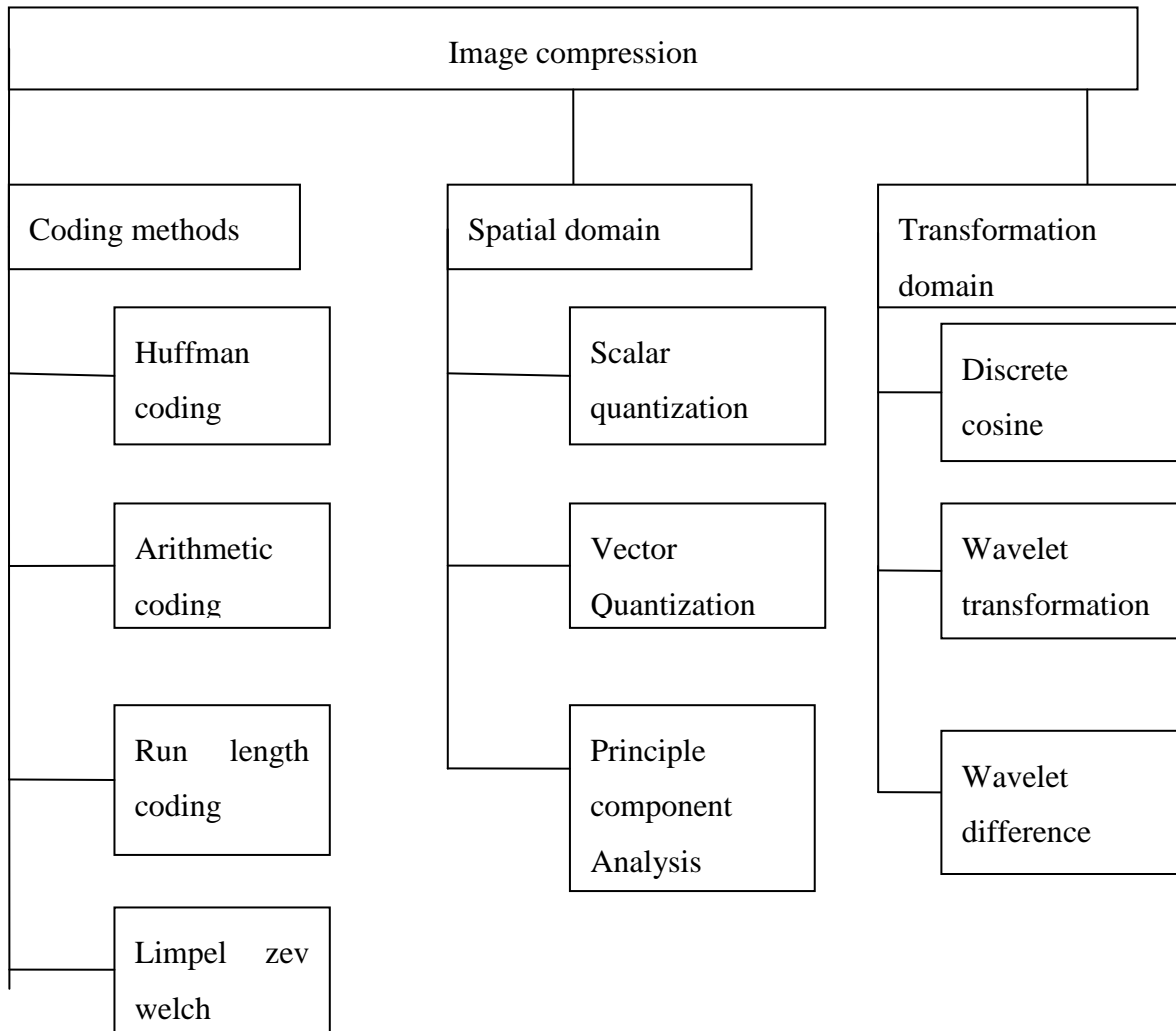 Image compression
Coding methods
Huffman
coding
Arithmetic
coding
Run length
coding
Limpel zev
welch
Spatial domain
Scalar
quantization
Vector
Quantization
Principle
component
Analysis
Transformation
domain
Discrete
cosine
Wavelet
transformation
Wavelet
difference